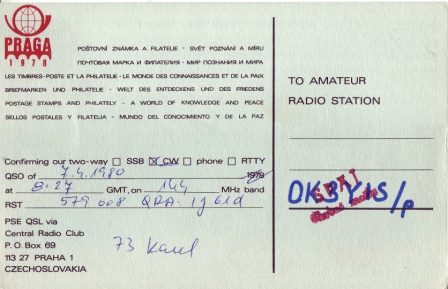 PRAGA
1978
POŠTOVNÍ ZNÁMKA A FILATELIE - SVĚT POZNÁNÍ A MÍRU
ПОЧТОВАЯ МАРКА И ФИЛАТЕЛИЯ - МИР ПОЗНАНИЯ И МИРА
LES TIMBRES-POSTE ET LA PHILATELIE - LE MONDE DES CONNAISSANCES ET DE LA PAIX
BRIEFMARKEN UND PHILATELIE - WELT DES ENTDECKENS UND DES FRIEDENS
POSTAGE STAMPS AND PHILATELY - A WORLD OF KNOWLEDGE AND PEACE
SELLOS POSTALES Y FILATELIA - MUNDO DEL CONOCIMIENTO Y DE LA PAZ
Confirming our two-way SSB CW phone RTTY
QSO of 7.4.1980 1978
at 8.27 GMT, on 144 MHz band
RST 579 008 QRA. IJ61d
PSE QSL via
Central Radio Club
P. O. Box 69
113 27 PRAHA 1
CZECHOSLOVAKIA
73 Karel
TO AMATEUR
RADIO STATION
OK3YIS/p